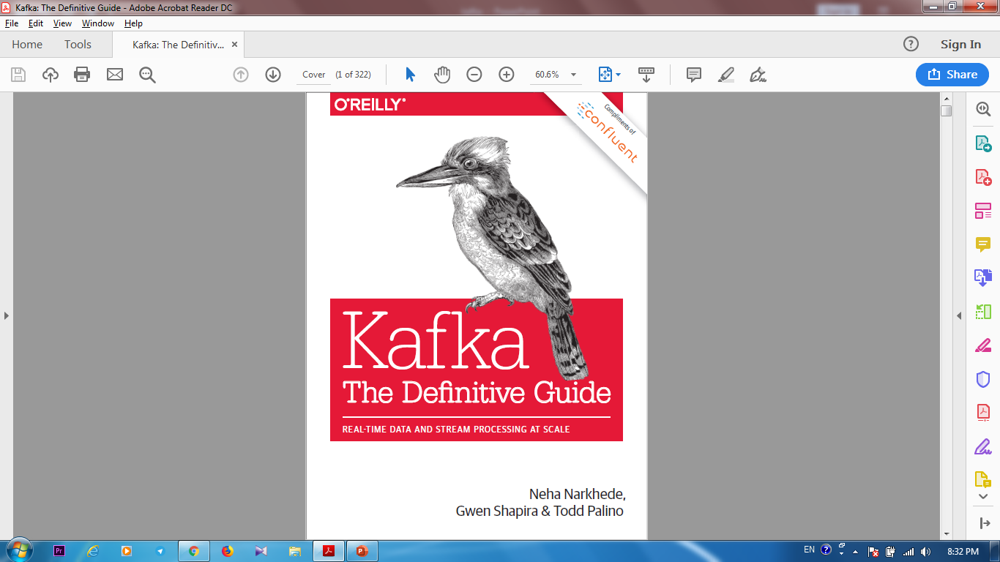 Kafka: The Definitive Guide - Adobe Acrobat Reader DC
File Edit View Window Help
Home Tools Kafka: The Definitiv... × Sign In
Cover (1 of 322) 60.6% Share
O'REILLY®
Compliments of
confluent
Kafka
The Definitive Guide
REAL-TIME DATA AND STREAM PROCESSING AT SCALE
Neha Narkhede,
Gwen Shapira & Todd Palino
Pr EN 8:32 PM